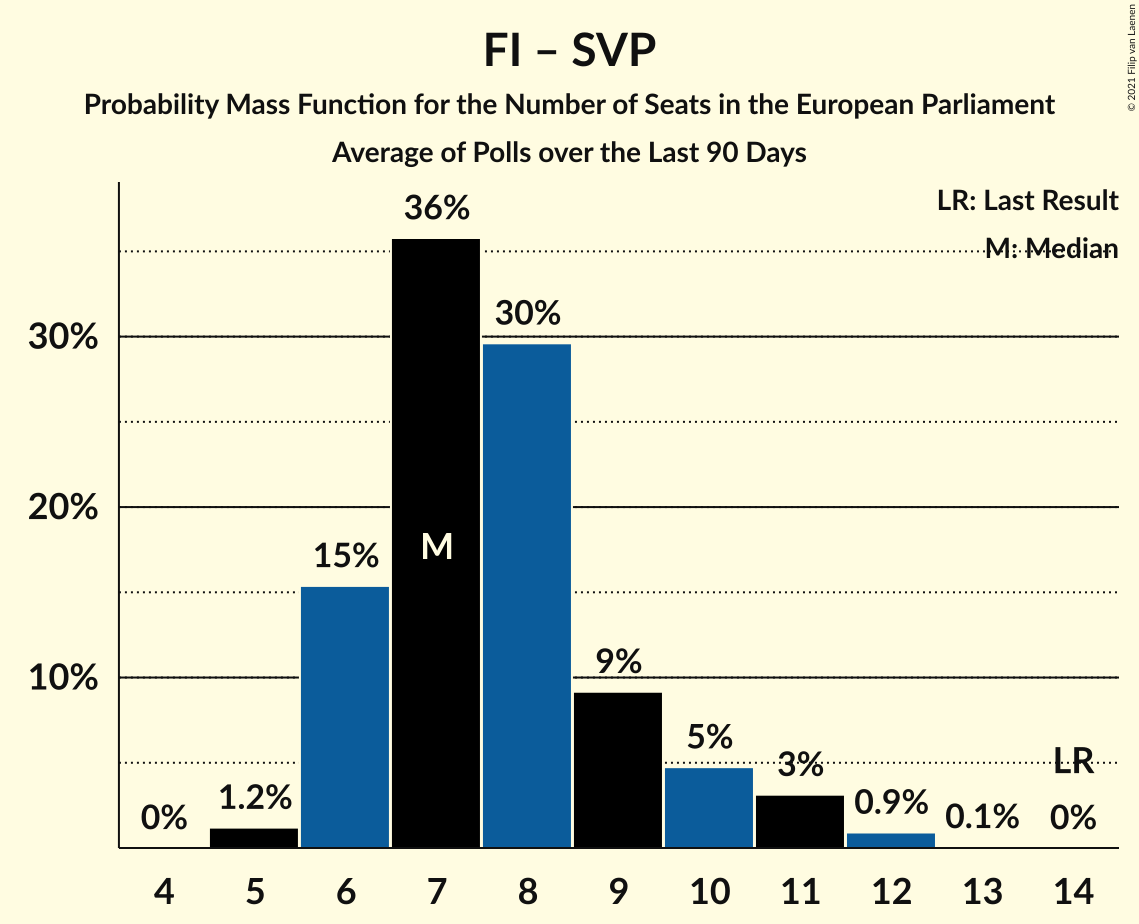 FI – SVP
Probability Mass Function for the Number of Seats in the European Parliament
Average of Polls over the Last 90 Days
© 2021 Filip van Laenen
LR: Last Result
M: Median
36%
30%
30%
20%
15%
M
10%
9%
5%
3%
LR
0%
1.2%
0.9%
0.1%
0%
4 5 6 7 8 9 10 11 12 13 14